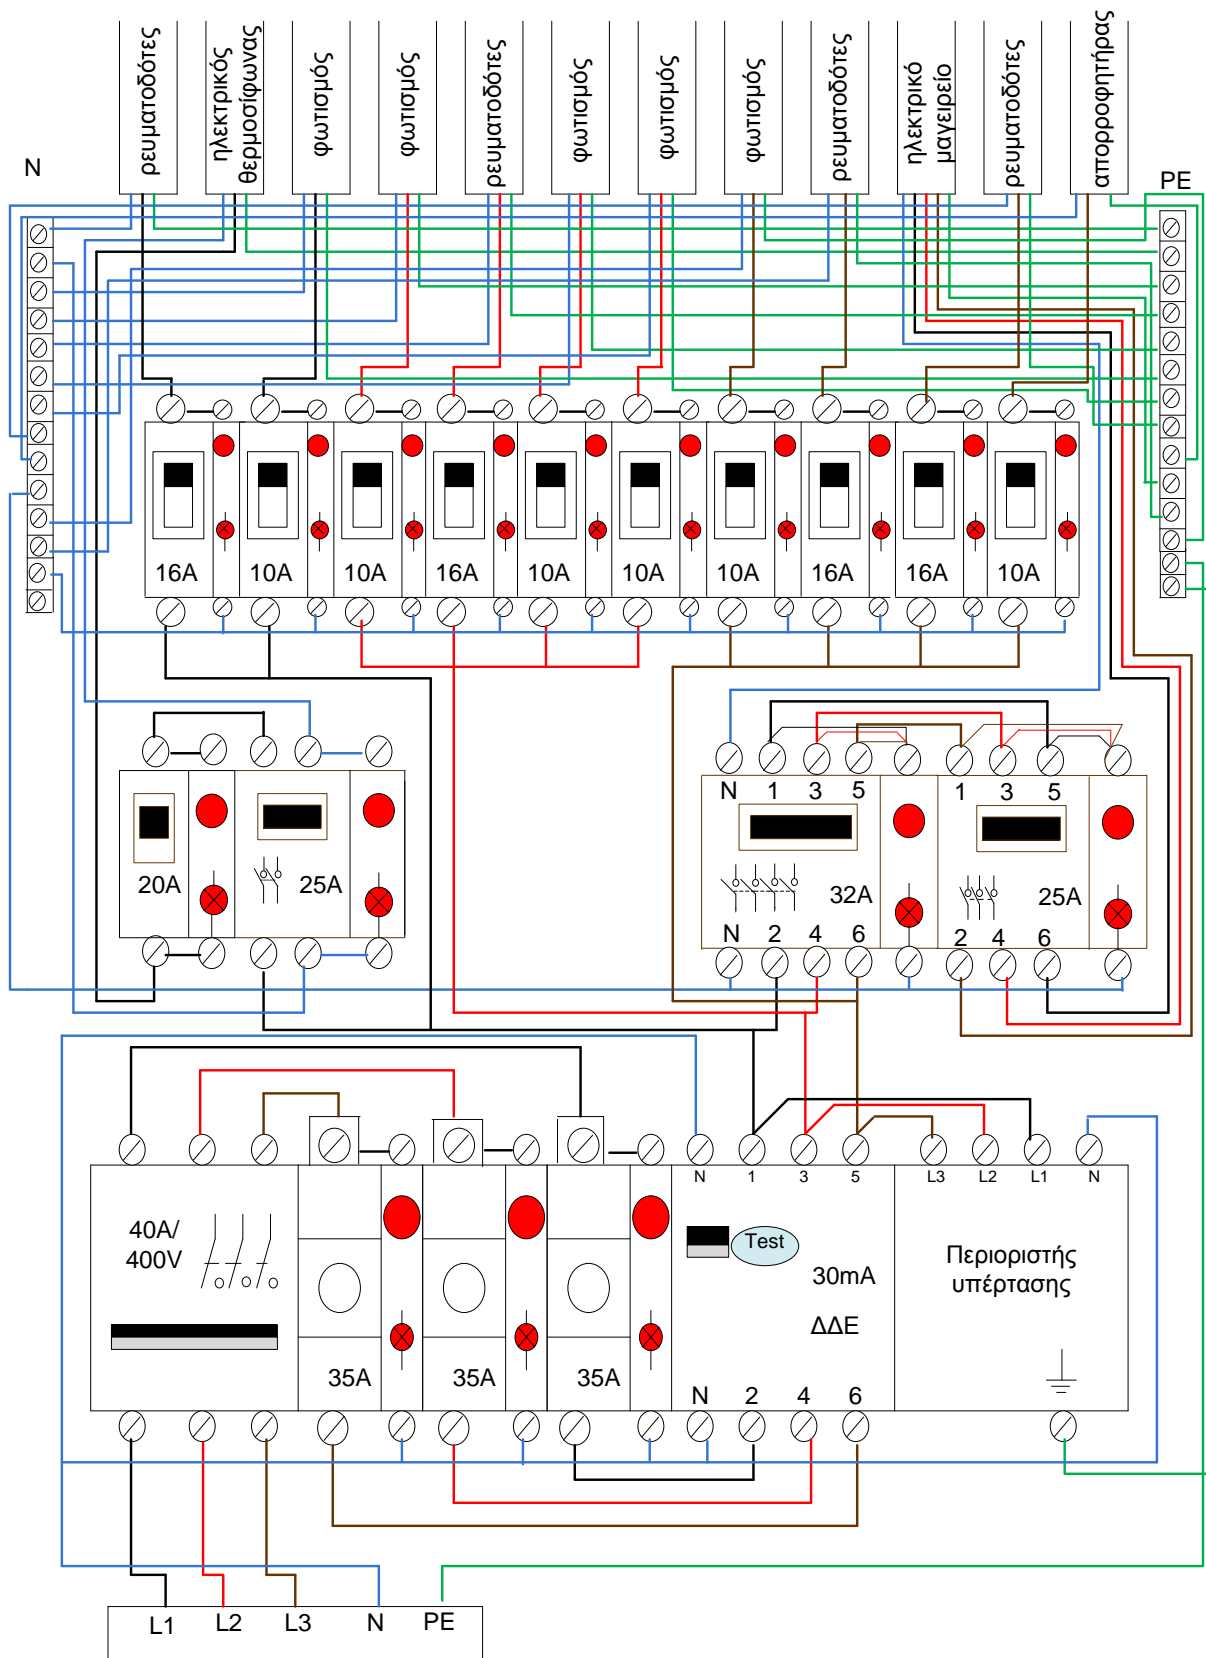 ρευματοδότες
ηλεκτρικός
θερμοσίφωνας
φωτισμός
φωτισμός
ρευματοδότες
φωτισμός
φωτισμός
φωτισμός
ρευματοδότες
ηλεκτρικό
μαγειρείο
ρευματοδότες
απορροφητήρας
N
PE
16A
10A
10A
16A
10A
10A
10A
16A
16A
10A
N 1 3 5
1 3 5
20A
25A
32A
25A
N 2 4 6
2 4 6
N 1 3 5
L3 L2 L1 N
40A/
400V
Test
30mA
ΔΔΕ
Περιοριστής
υπέρτασης
35A
35A
35A
N 2 4 6
L1 L2 L3 N PE